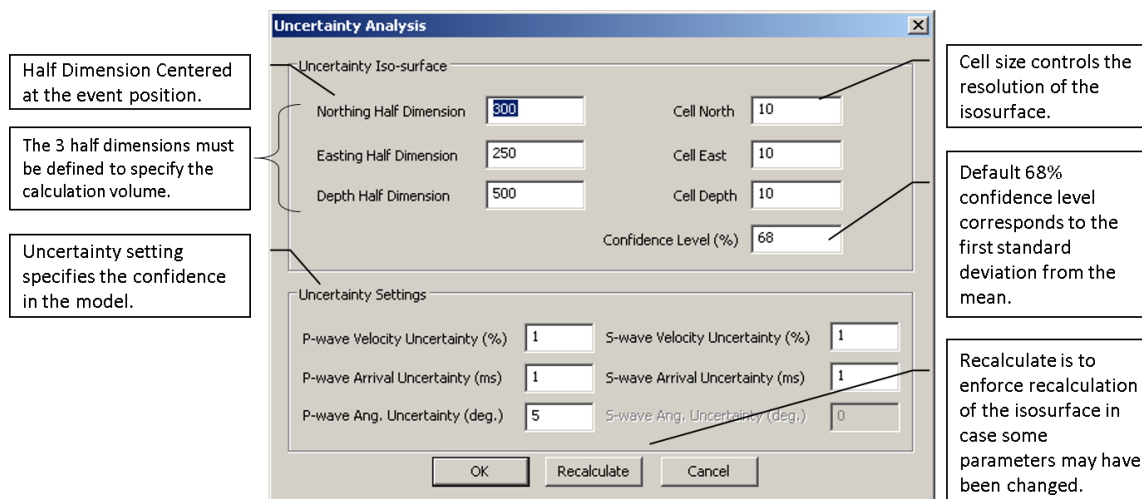 Uncertainty Analysis
Half Dimension Centered
at the event position.
The 3 half dimensions must
be defined to specify the
calculation volume.
Uncertainty setting
specifies the confidence
in the model.
Uncertainty Iso-surface
Northing Half Dimension 300 Cell North 10
Easting Half Dimension 250 Cell East 10
Depth Half Dimension 500 Cell Depth 10
Confidence Level (%) 68
Uncertainty Settings
P-wave Velocity Uncertainty (%) 1 S-wave Velocity Uncertainty (%) 1
P-wave Arrival Uncertainty (ms) 1 S-wave Arrival Uncertainty (ms) 1
P-wave Ang. Uncertainty (deg.) 5 S-wave Ang. Uncertainty (deg.) 0
OK Recalculate Cancel
Cell size controls the
resolution of the
isosurface.
Default 68%
confidence level
corresponds to the
first standard
deviation from the
mean.
Recalculate is to
enforce recalculation
of the isosurface in
case some
parameters may have
been changed.